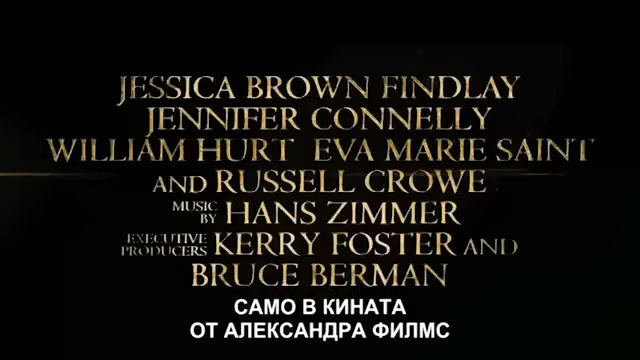 JESSICA BROWN FINDLAY
JENNIFER CONNELLY
WILLIAM HURT EVA MARIE SAINT
AND RUSSELL CROWE
MUSIC BY HANS ZIMMER
EXECUTIVE PRODUCERS KERRY FOSTER AND
BRUCE BERMAN
САМО В КИНАТА
ОТ АЛЕКСАНДРА ФИЛМС